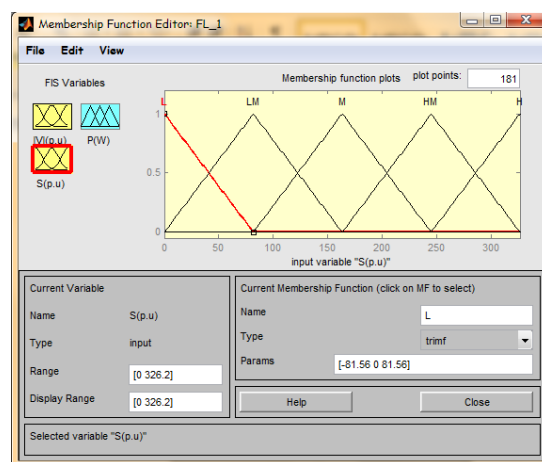 Membership Function Editor: FL_1
File Edit View
FIS Variables
Membership function plots plot points: 181
L LM M HM H
1
|V|(p.u) P(W)
0.5
S(p.u)
0
0 50 100 150 200 250 300
input variable "S(p.u)"
Current Variable
Current Membership Function (click on MF to select)
Name S(p.u)
Name L
Type input
Type trimf
Params [-81.56 0 81.56]
Range [0 326.2]
Display Range [0 326.2]
Help Close
Selected variable "S(p.u)"